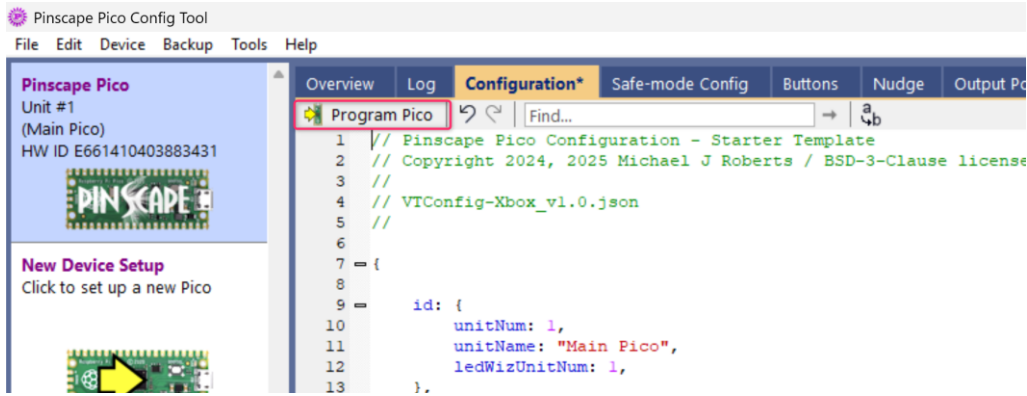 Pinscape Pico Config Tool
File Edit Device Backup Tools Help
Pinscape Pico
Unit #1
(Main Pico)
HW ID E661410403883431
PINSCAPE
New Device Setup
Click to set up a new Pico
Overview Log Configuration* Safe-mode Config Buttons Nudge Output Po
Program Pico Find... → a b
1 // Pinscape Pico Configuration - Starter Template
2 // Copyright 2024, 2025 Michael J Roberts / BSD-3-Clause license
3 //
4 // VTConfig-Xbox_v1.0.json
5 //
6
7 {
8
9 id: {
10 unitNum: 1,
11 unitName: "Main Pico",
12 ledWizUnitNum: 1,
13 },